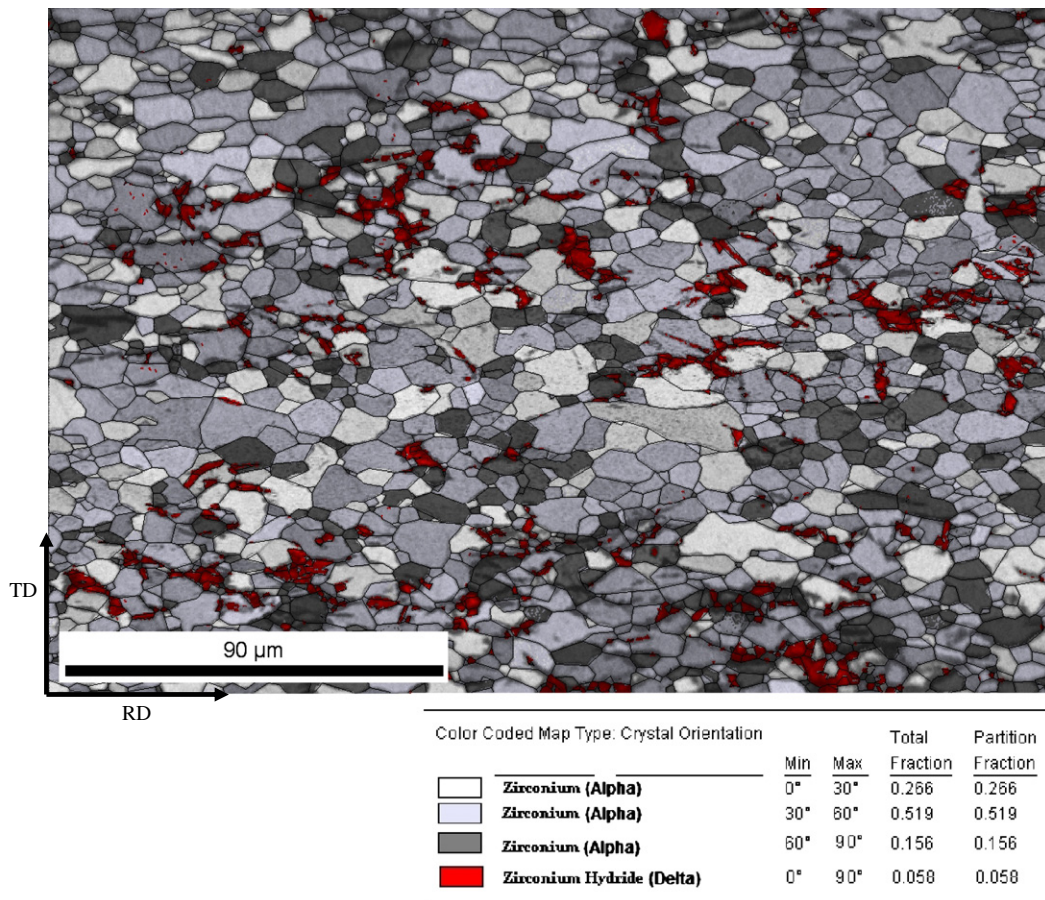 TD
90 µm
RD
Color Coded Map Type: Crystal Orientation
Total Partition
Min Max Fraction Fraction
Zirconium (Alpha) 0° 30° 0.266 0.266
Zirconium (Alpha) 30° 60° 0.519 0.519
Zirconium (Alpha) 60° 90° 0.156 0.156
Zirconium Hydride (Delta) 0° 90° 0.058 0.058